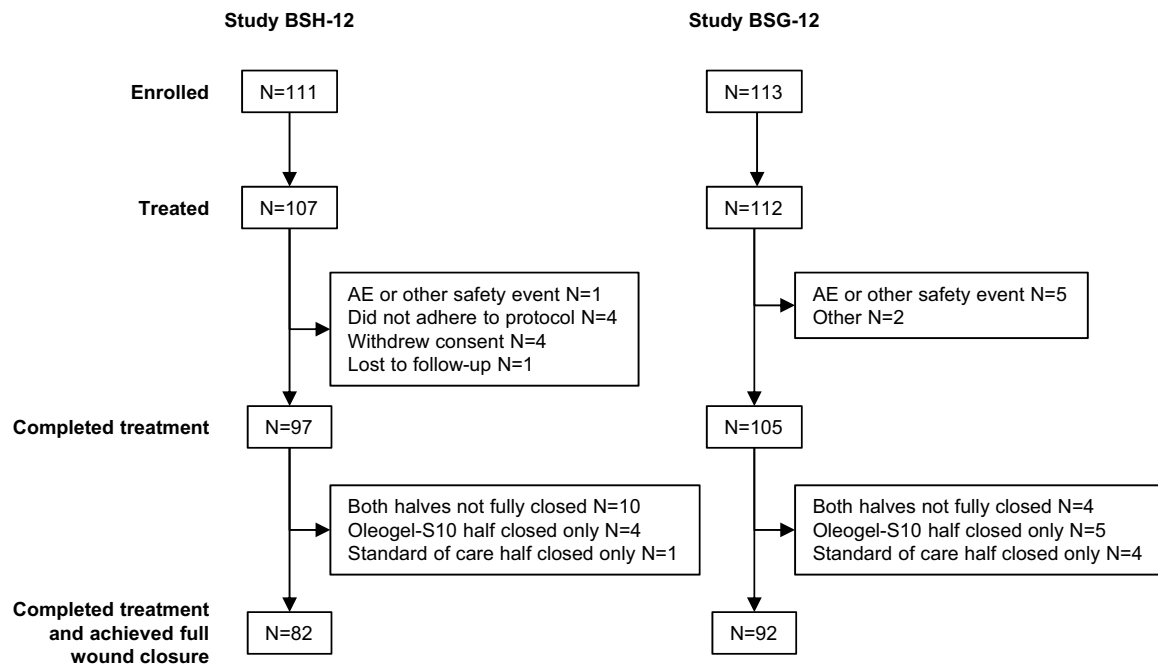 Study BSH-12
Study BSG-12
Enrolled
N=111
N=113
Treated
N=107
N=112
AE or other safety event N=1
Did not adhere to protocol N=4
Withdrew consent N=4
Lost to follow-up N=1
AE or other safety event N=5
Other N=2
Completed treatment
N=97
N=105
Both halves not fully closed N=10
Oleogel-S10 half closed only N=4
Standard of care half closed only N=1
Both halves not fully closed N=4
Oleogel-S10 half closed only N=5
Standard of care half closed only N=4
Completed treatment
and achieved full
wound closure
N=82
N=92